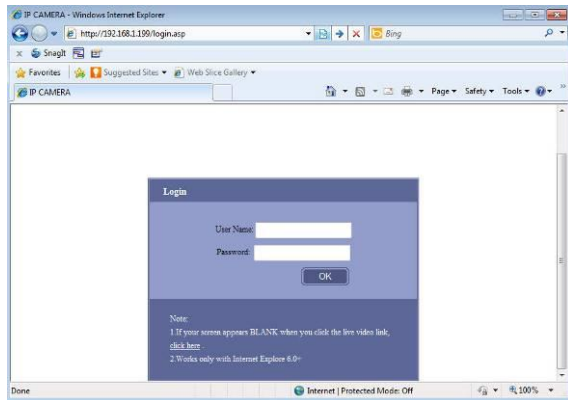 IP CAMERA - Windows Internet Explorer
http://192.168.1.199/login.asp
Bing
x SnagIt
Favorites Suggested Sites Web Slice Gallery
IP CAMERA Page Safety Tools »
Login
User Name:
Password:
OK
Note:
1.If your screen appears BLANK when you click the live video link,
click here .
2.Works only with Internet Explore 6.0+
Done Internet | Protected Mode: Off 100%